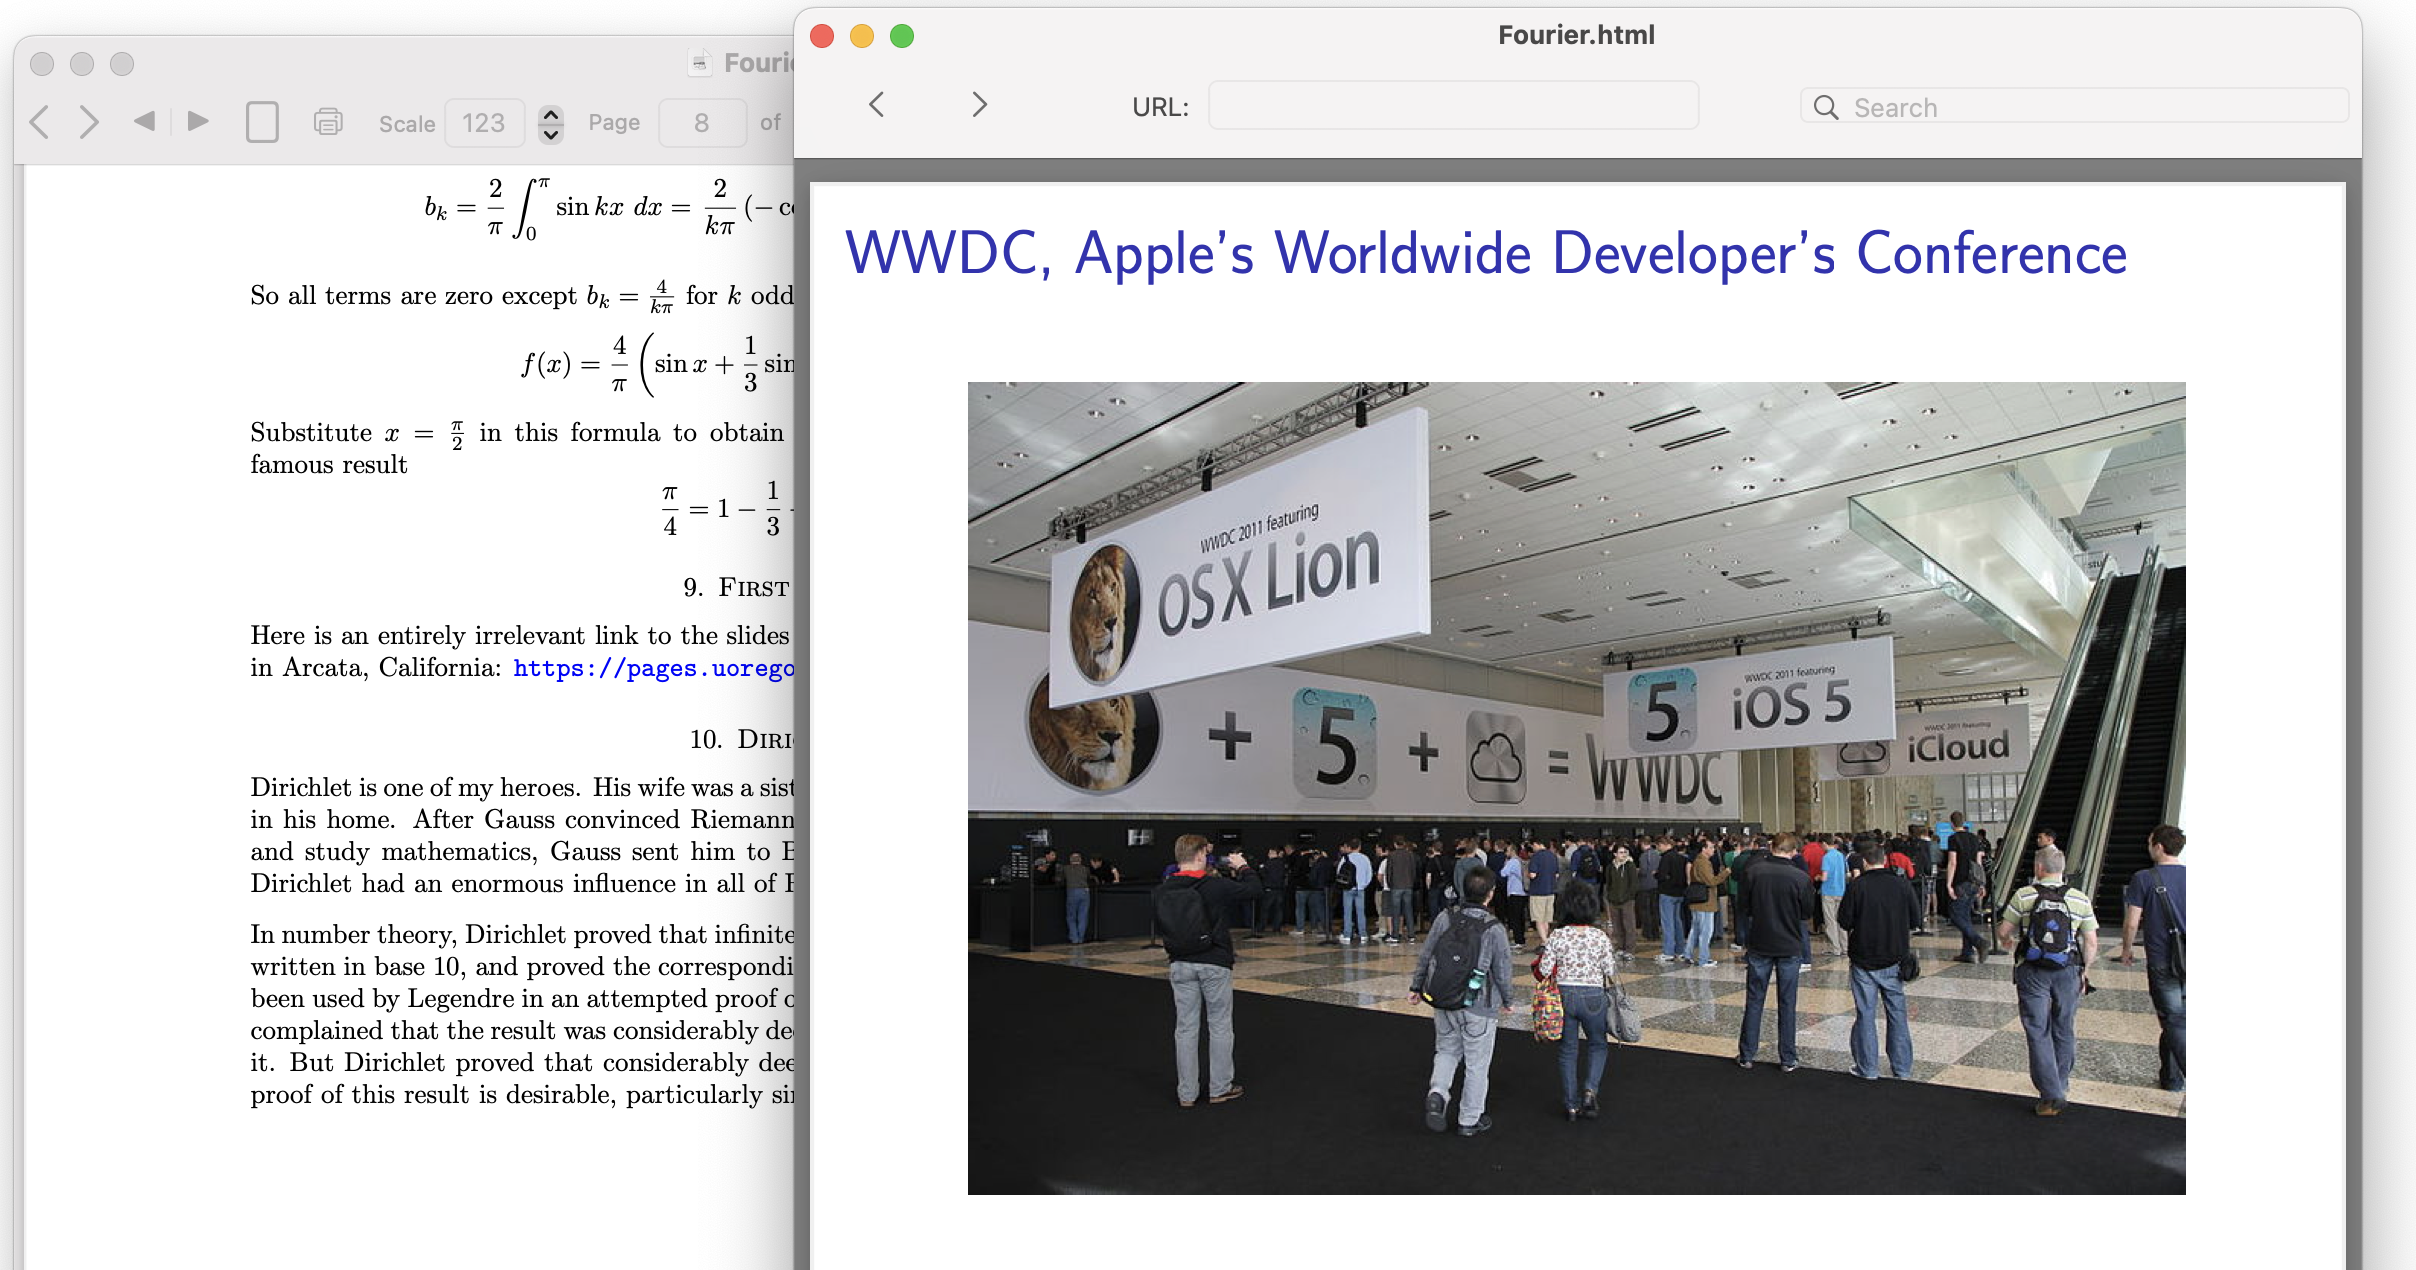 Fourie
Scale 123 Page 8 of
b_k = \frac{2}{\pi} \int_0^\pi \sin kx \, dx = \frac{2}{k\pi} (− co
So all terms are zero except b_k = \frac{4}{k\pi} for k odd
f(x) = \frac{4}{\pi} ( \sin x + \frac{1}{3} sin
Substitute x = \frac{\pi}{2} in this formula to obtain
famous result
\frac{\pi}{4} = 1 − \frac{1}{3}
9. FIRST
Here is an entirely irrelevant link to the slides
in Arcata, California: https://pages.uorego
10. DIRI
Dirichlet is one of my heroes. His wife was a sist
in his home. After Gauss convinced Riemann
and study mathematics, Gauss sent him to B
Dirichlet had an enormous influence in all of
In number theory, Dirichlet proved that infinite
written in base 10, and proved the correspondi
been used by Legendre in an attempted proof o
complained that the result was considerably de
it. But Dirichlet proved that considerably dee
proof of this result is desirable, particularly si
Fourier.html
URL: Search
WWDC, Apple's Worldwide Developer's Conference
WWDC 2011 featuring
OS X Lion
WWDC 2011 featuring
5 iOS 5
WWDC 2011 featuring
iCloud
+ 5 + = WWDC